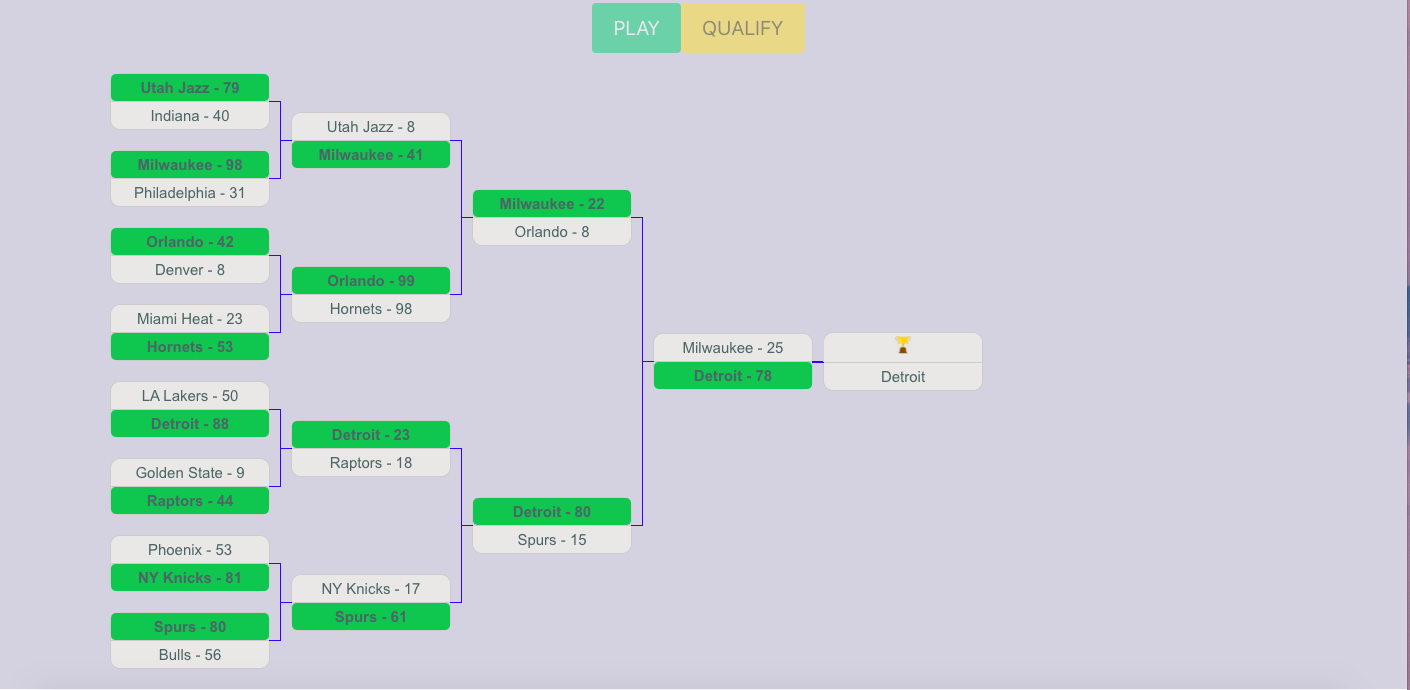 PLAY
QUALIFY
Utah Jazz - 79
Indiana - 40
Milwaukee - 98
Philadelphia - 31
Orlando - 42
Denver - 8
Miami Heat - 23
Hornets - 53
LA Lakers - 50
Detroit - 88
Golden State - 9
Raptors - 44
Phoenix - 53
NY Knicks - 81
Spurs - 80
Bulls - 56
Utah Jazz - 8
Milwaukee - 41
Orlando - 99
Hornets - 98
Detroit - 23
Raptors - 18
NY Knicks - 17
Spurs - 61
Milwaukee - 22
Orlando - 8
Detroit - 80
Spurs - 15
Milwaukee - 25
Detroit - 78
Detroit